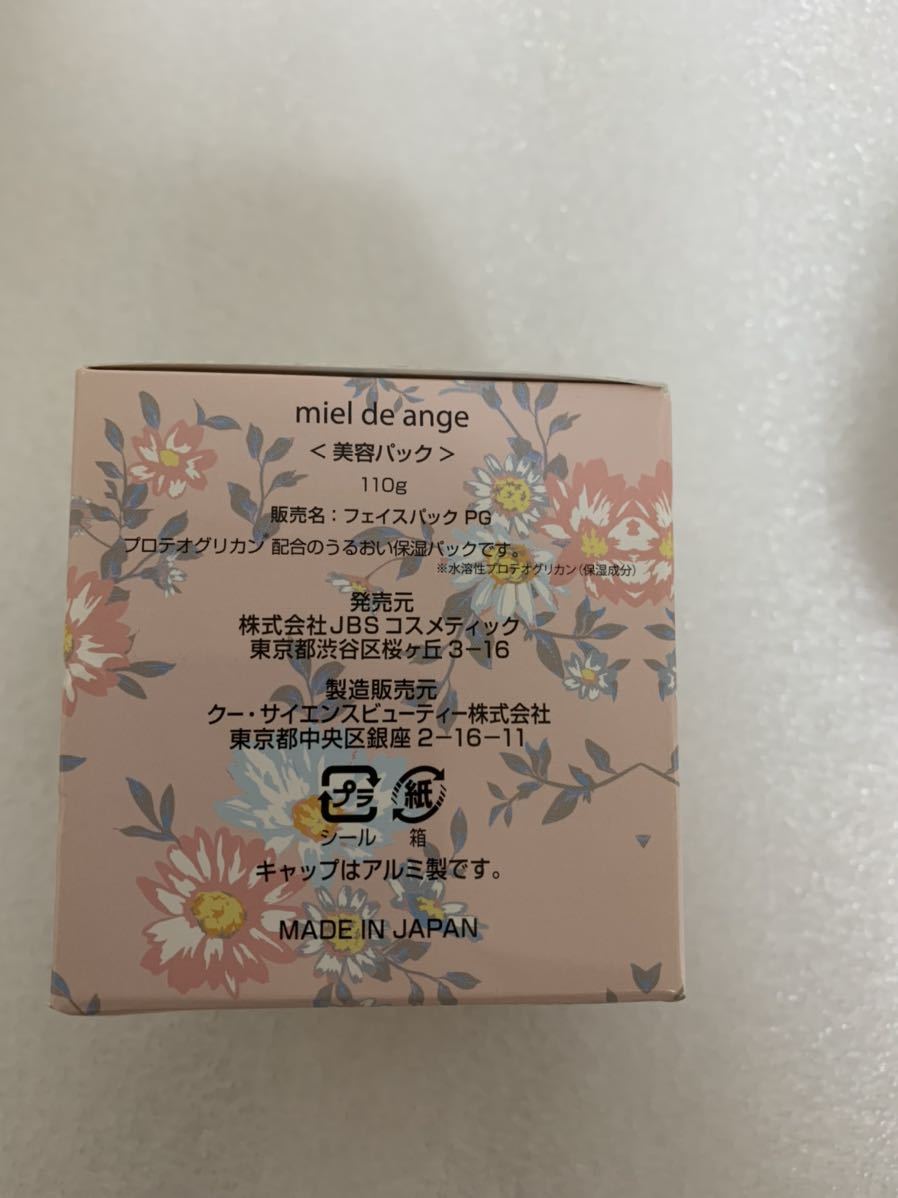 miel de ange
＜美容パック＞
110g
販売名：フェイスパック PG
プロテオグリカン 配合のうるおい保湿パックです。
※水溶性プロテオグリカン（保湿成分）
発売元
株式会社JBSコスメティック
東京都渋谷区桜ヶ丘3−16
製造販売元
クー・サイエンスビューティー株式会社
東京都中央区銀座2−16−11
プラ 紙
シール 箱
キャップはアルミ製です。
MADE IN JAPAN